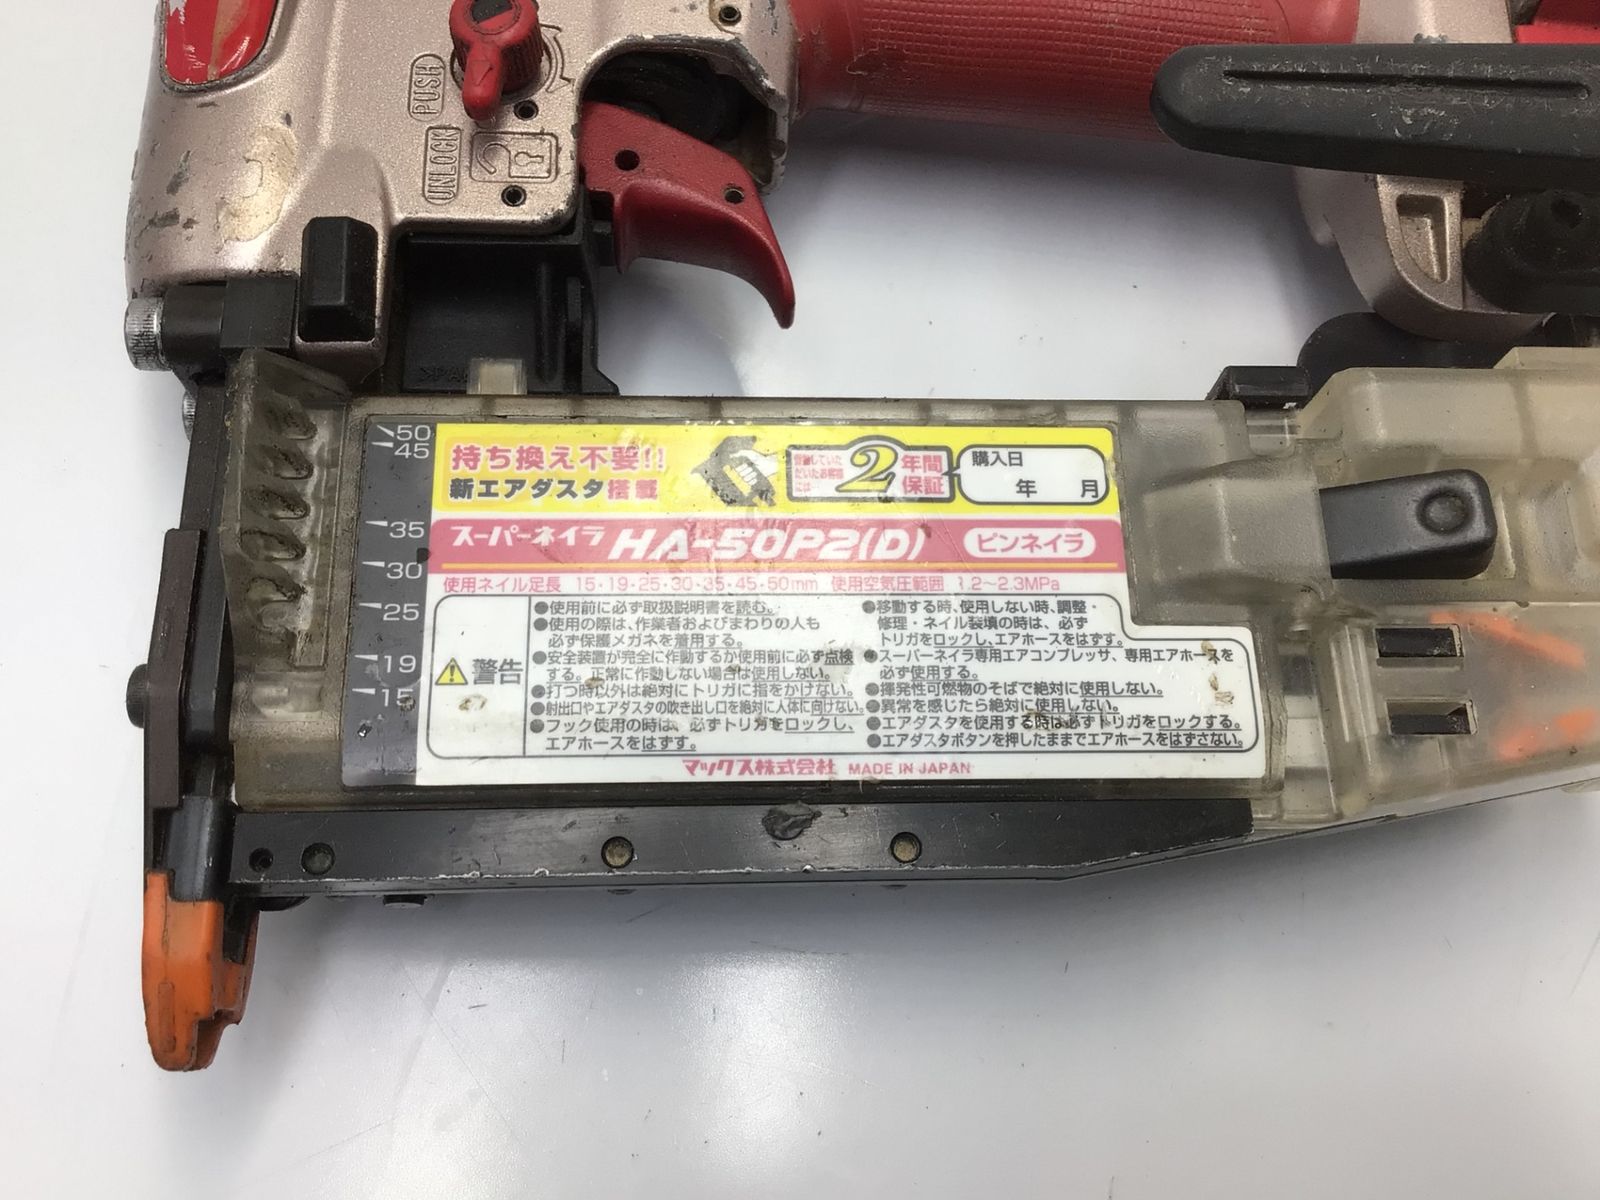 PUSH
UNLOCK
50
45
35
30
25
19
15
持ち換え不要!!
新エアダスタ搭載
2年間保証
購入日
年 月
スーパーネイラ HA-50P2(D) ピンネイラ
使用ネイル足長 15・19・25・30・35・45・50mm 使用空気圧範囲 1.2～2.3MPa
警告
●使用前に必ず取扱説明書を読む。
●使用の際は、作業者およびまわりの人も
必ず保護メガネを着用する。
●安全装置が完全に作動するか使用前に必ず点検
する。正常に作動しない場合は使用しない。
●打つ時以外は絶対にトリガに指をかけない。
●射出口やエアダスタの吹き出し口を絶対に人体に向けない。
●フック使用の時は、必ずトリガをロックし、
エアホースをはずす。
●移動する時、使用しない時、調整・
修理・ネイル装填の時は、必ず
トリガをロックし、エアホースをはずす。
●スーパーネイラ専用エアコンプレッサ、専用エアホースを
必ず使用する。
●揮発性可燃物のそばで絶対に使用しない。
●異常を感じたら絶対に使用しない。
●エアダスタを使用する時は必ずトリガをロックする。
●エアダスタボタンを押したままでエアホースをはずさない。
マックス株式会社 MADE IN JAPAN